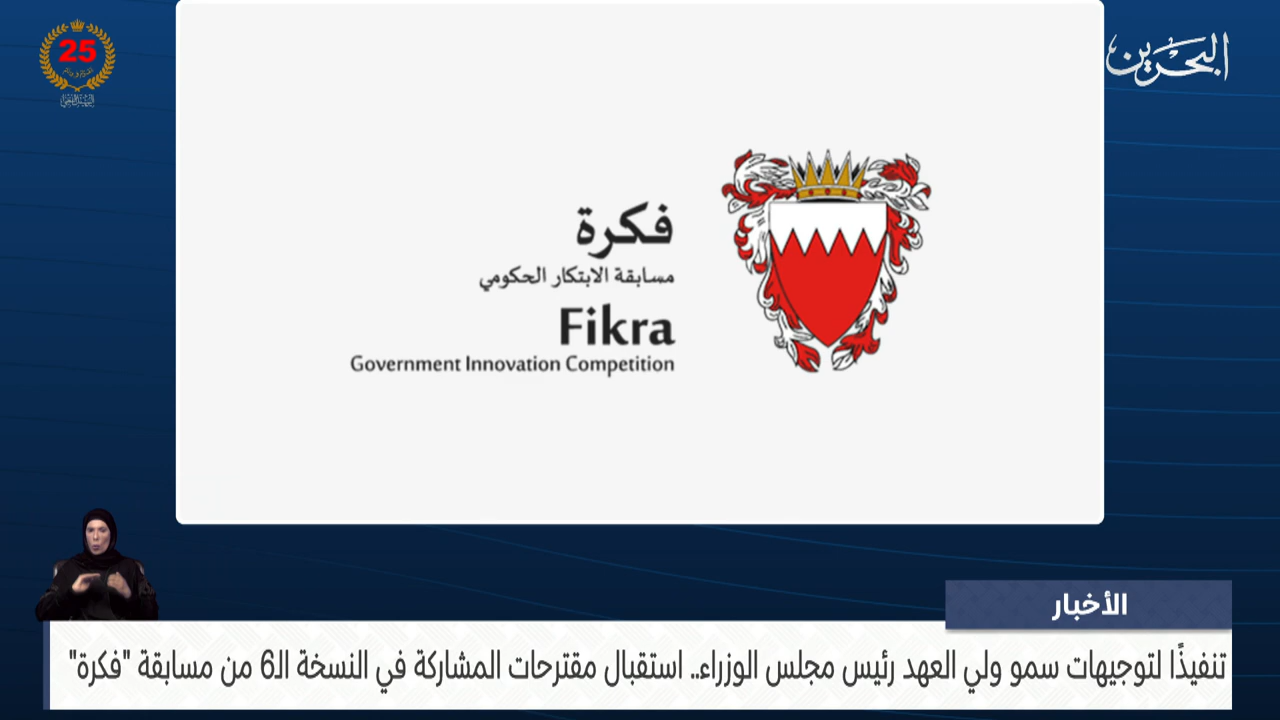 البحرين
25
فكرة
مسابقة الابتكار الحكومي
Fikra
Government Innovation Competition
الأخبار
تنفيذًا لتوجيهات سمو ولي العهد رئيس مجلس الوزراء.. استقبال مقترحات المشاركة في النسخة الـ6 من مسابقة "فكرة"